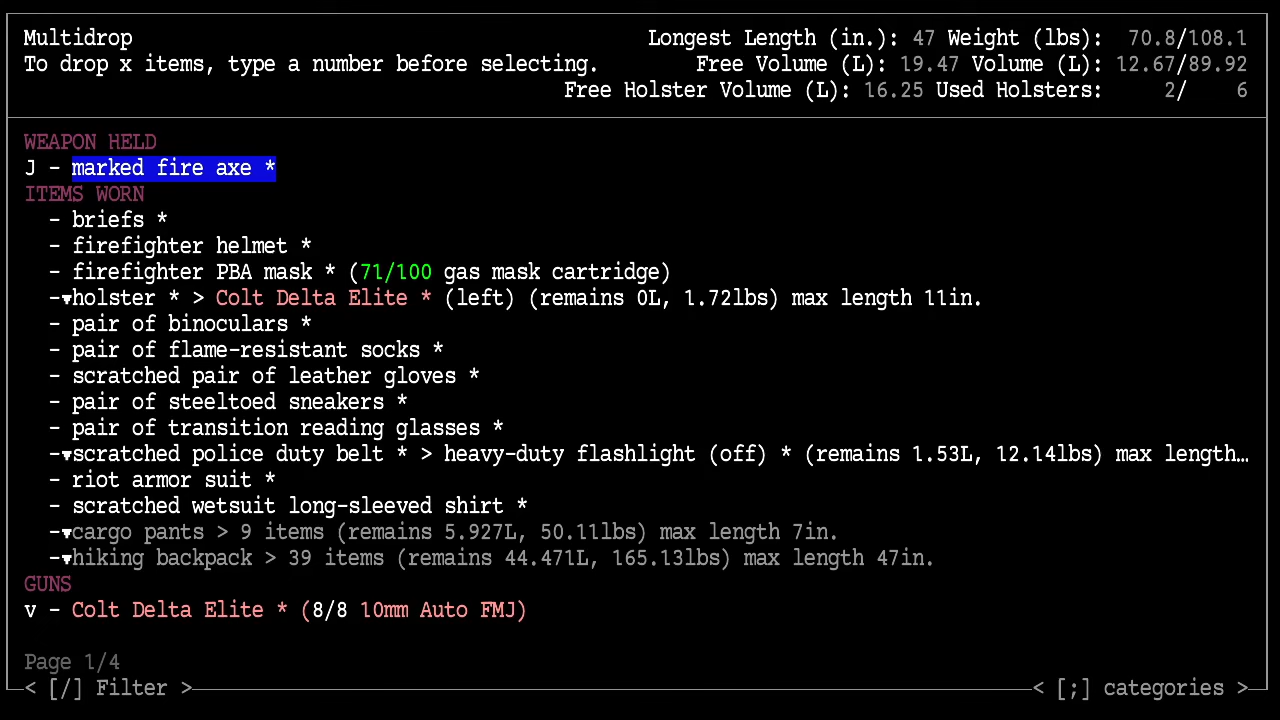 Multidrop
Longest Length (in.): 47 Weight (lbs): 70.8/108.1
To drop x items, type a number before selecting.
Free Volume (L): 19.47 Volume (L): 12.67/89.92
Free Holster Volume (L): 16.25 Used Holsters: 2/ 6
WEAPON HELD
J - marked fire axe *
ITEMS WORN
- briefs *
- firefighter helmet *
- firefighter PBA mask * (71/100 gas mask cartridge)
-▾holster * > Colt Delta Elite * (left) (remains 0L, 1.72lbs) max length 11in.
- pair of binoculars *
- pair of flame-resistant socks *
- scratched pair of leather gloves *
- pair of steeltoed sneakers *
- pair of transition reading glasses *
-▾scratched police duty belt * > heavy-duty flashlight (off) * (remains 1.53L, 12.14lbs) max length…
- riot armor suit *
- scratched wetsuit long-sleeved shirt *
-▾cargo pants > 9 items (remains 5.927L, 50.11lbs) max length 7in.
-▾hiking backpack > 39 items (remains 44.471L, 165.13lbs) max length 47in.
GUNS
v - Colt Delta Elite * (8/8 10mm Auto FMJ)
Page 1/4
< [/] Filter >
< [;] categories >